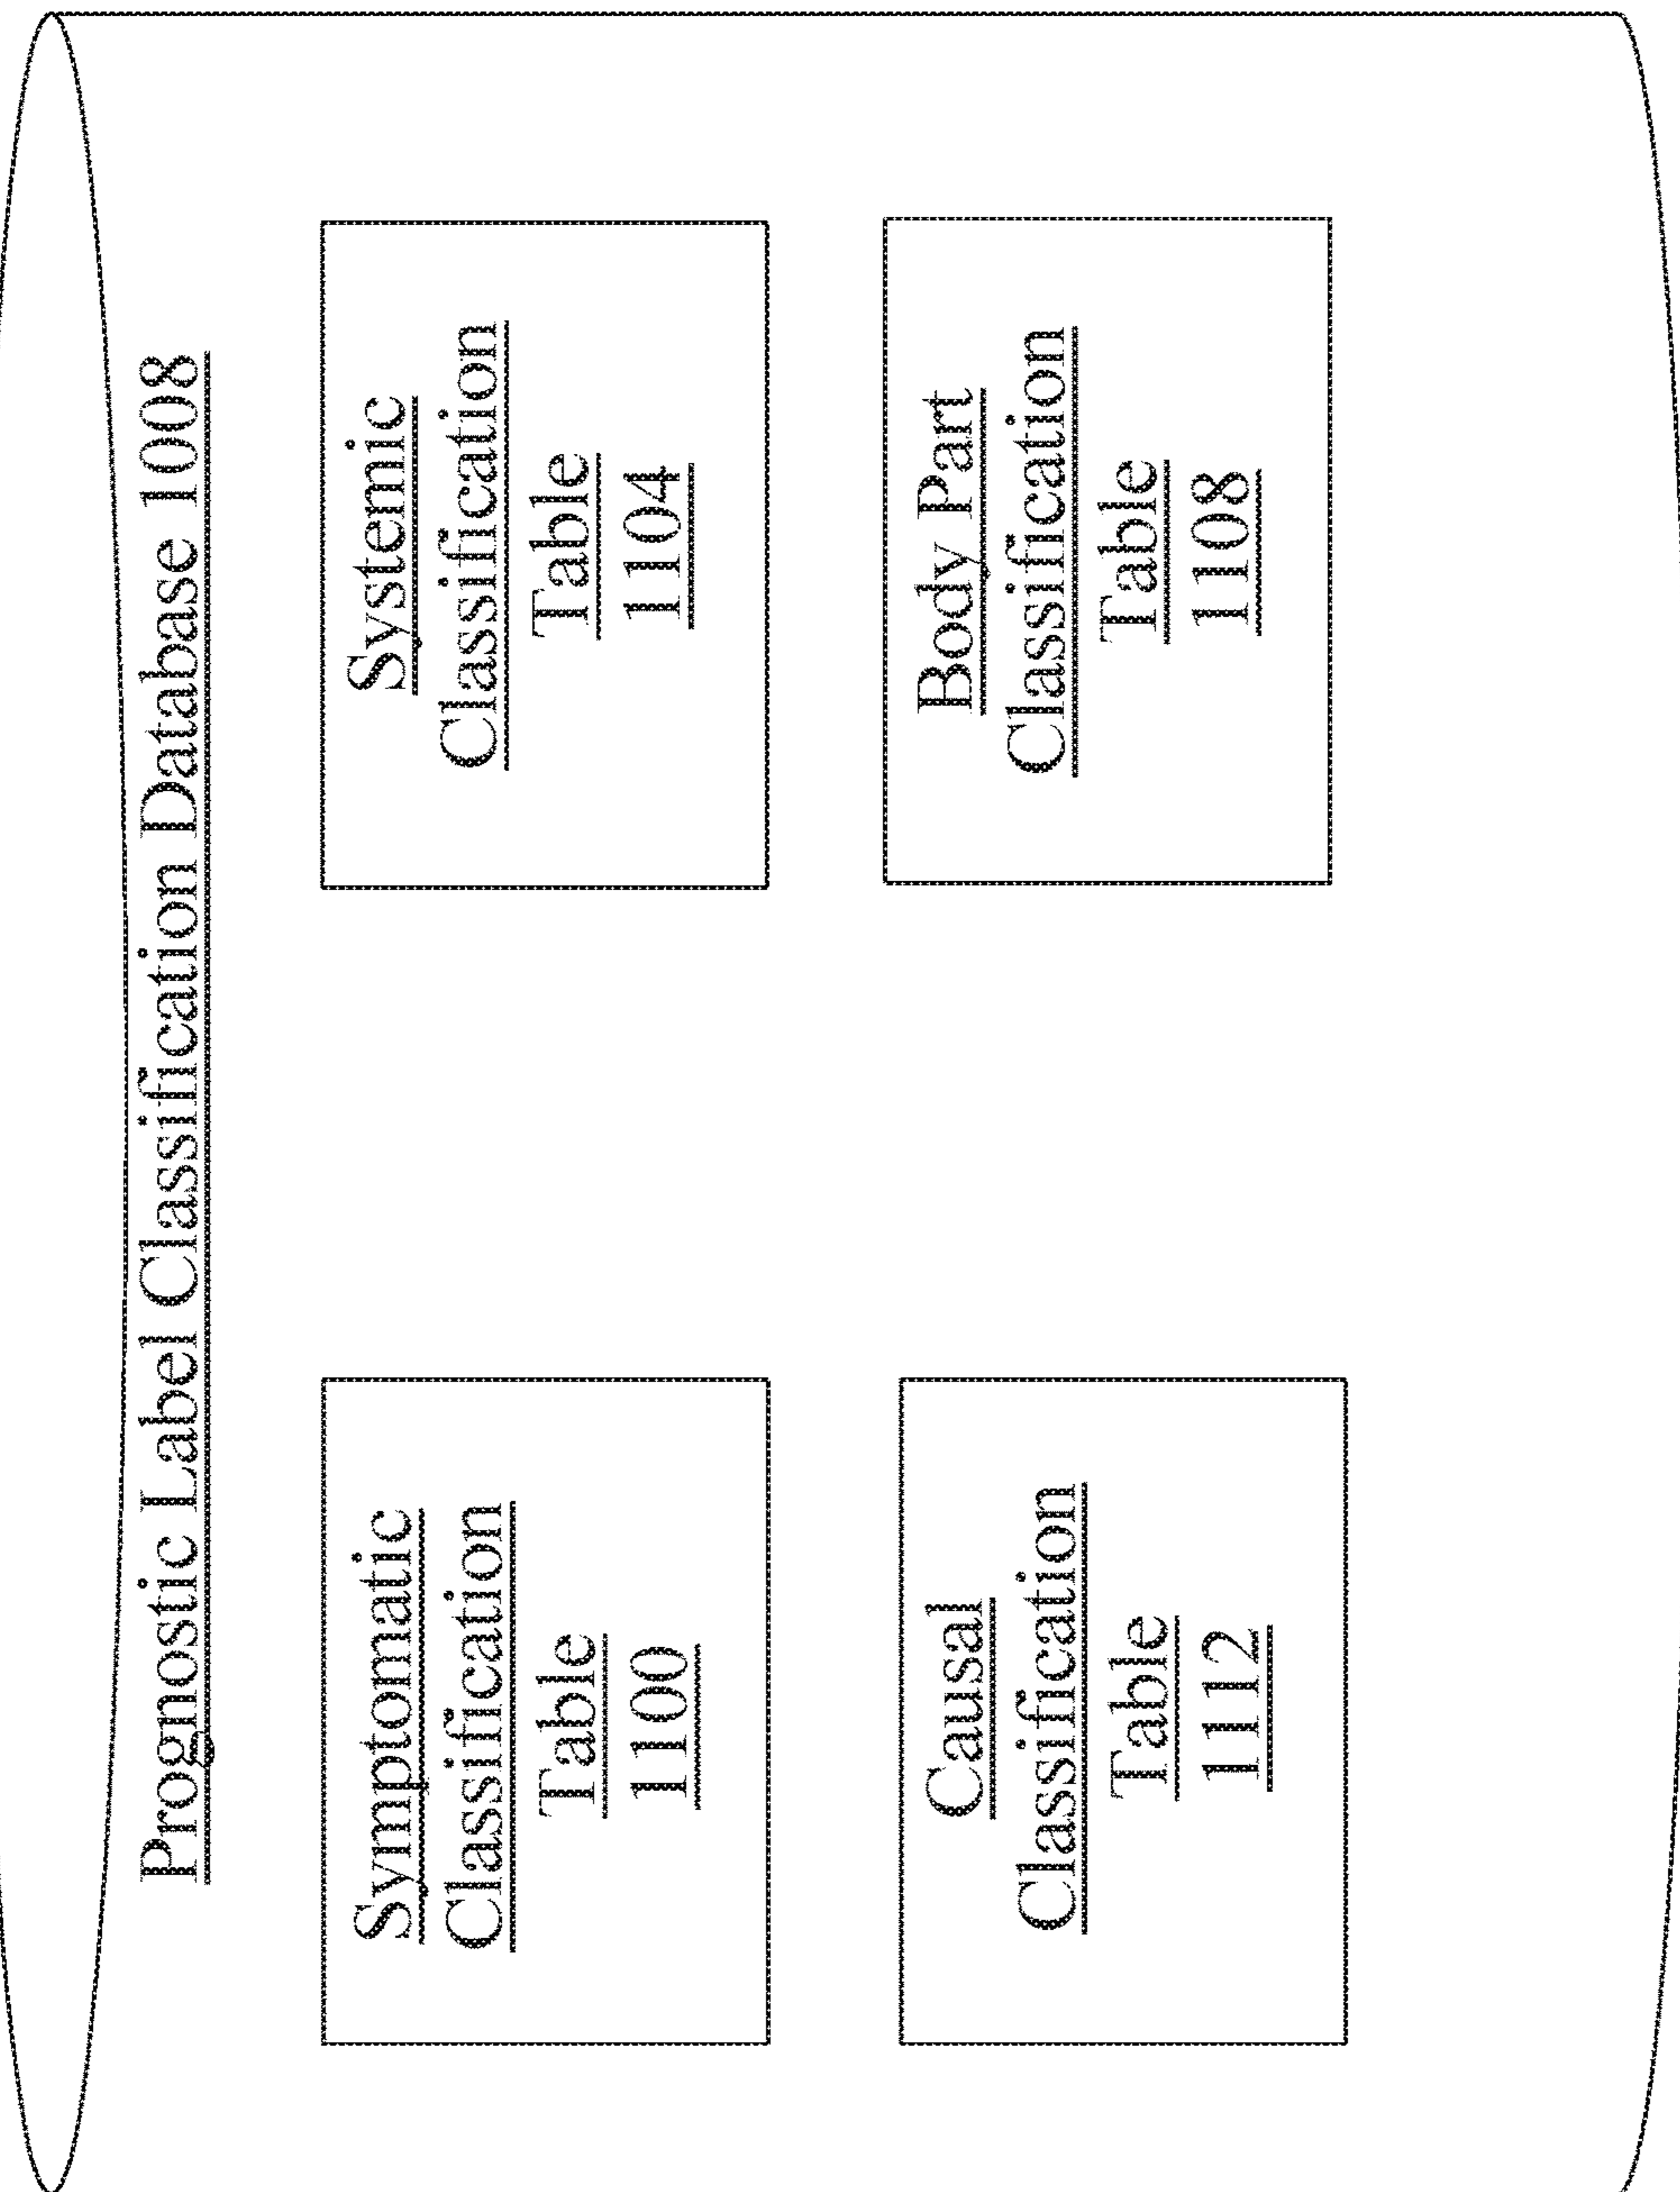 Prognostic Label Classification Database 1008
Symptomatic
Classification
Table
1100
Systemic
Classification
Table
1104
Causal
Classification
Table
1112
Body Part
Classification
Table
1108